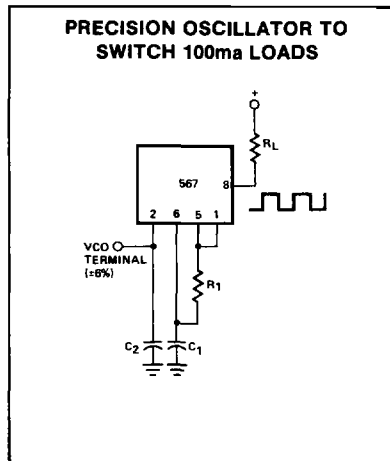 PRECISION OSCILLATOR TO
SWITCH 100ma LOADS
+
RL
567
8
2 6 5 1
VCO
TERMINAL
(±6%)
R1
C2 C1